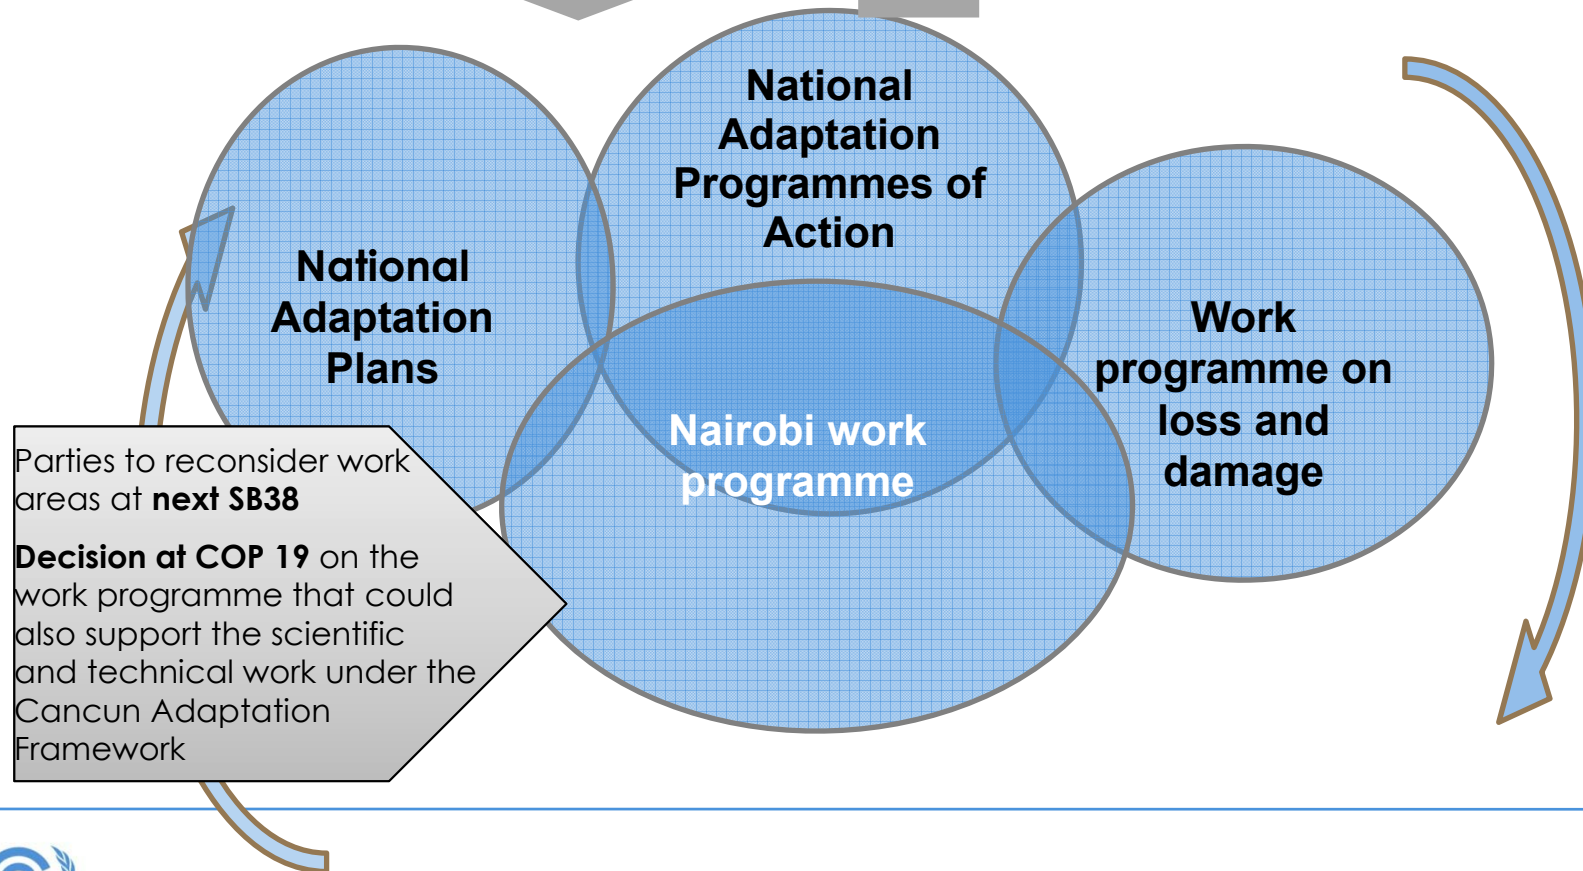 National
Adaptation
Programmes of
Action
National
Adaptation
Plans
Work
programme on
loss and
damage
Nairobi work
programme
Parties to reconsider work
areas at next SB38
Decision at COP 19 on the
work programme that could
also support the scientific
and technical work under the
Cancun Adaptation
Framework